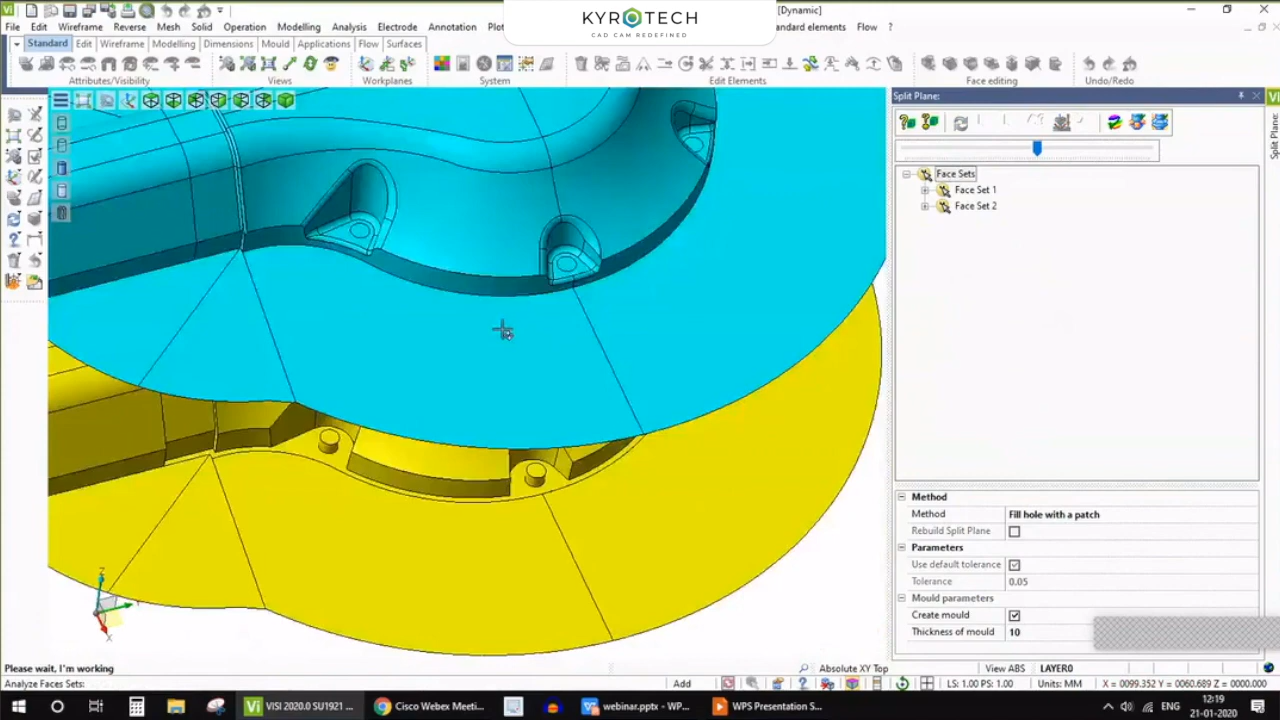 [Dynamic]
KYROTECH
CAD CAM REDEFINED
File Edit Wireframe Reverse Mesh Solid Operation Modelling Analysis Electrode Annotation Plot
andard elements Flow ?
Standard Edit Wireframe Modelling Dimensions Mould Applications Flow Surfaces
Attributes/Visibility Views Workplanes System Edit Elements Face editing Undo/Redo
Split Plane:
Split Plane:
Face Sets
Face Set 1
Face Set 2
Method
Method Fill hole with a patch
Rebuild Split Plane
Parameters
Use default tolerance
Tolerance 0.05
Mould parameters
Create mould
Thickness of mould 10
Z
X
Please wait, I'm working
Absolute XY Top View ABS LAYER0
Analyze Faces Sets: Add LS: 1.00 PS: 1.00 Units: MM X = 0099.352 Y = 0060.689 Z = 0000.000
VISI 2020.0 SU1921 ... Cisco Webex Meeti... webinar.pptx - WP... WPS Presentation S...
ENG 12:19
21-01-2020